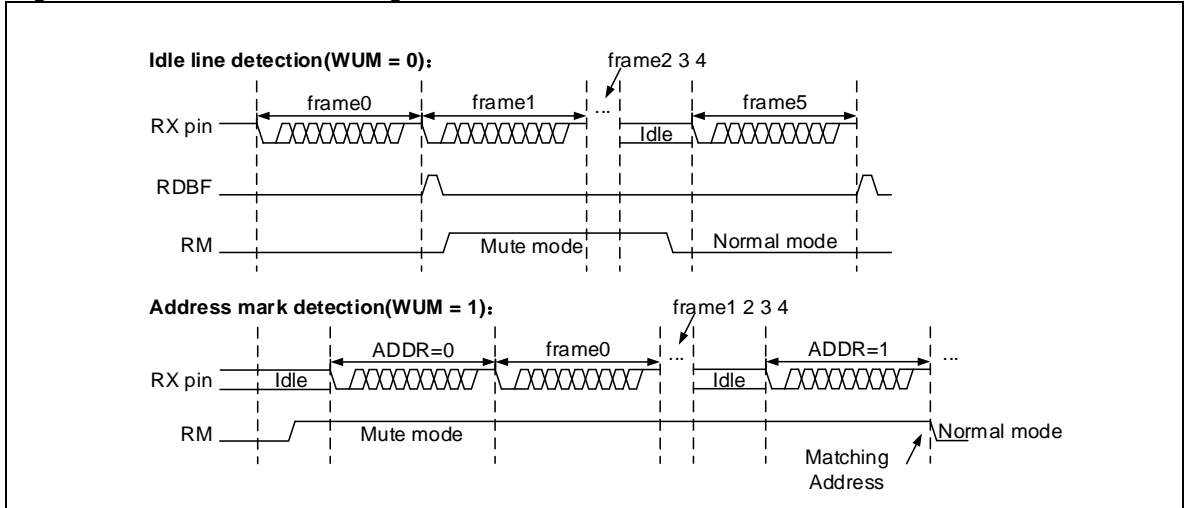 Idle line detection(WUM = 0):
frame2 3 4
frame0 frame1 ... frame5
RX pin Idle
RDBF
RM Mute mode Normal mode
Address mark detection(WUM = 1):
frame1 2 3 4
ADDR=0 frame0 ... ADDR=1 ...
RX pin Idle Idle
RM Mute mode Normal mode
Matching
Address